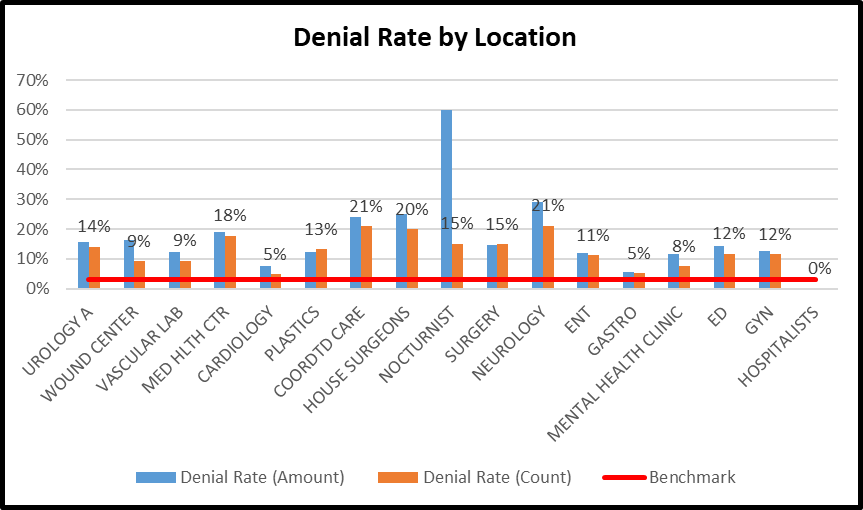 Denial Rate by Location
70%
60%
50%
40%
30%
20%
10%
0%
14%
9%
9%
18%
5%
13%
21%
20%
15%
15%
21%
11%
5%
8%
12%
12%
0%
UROLOGY A
WOUND CENTER
VASCULAR LAB
MED HLTH CTR
CARDIOLOGY
PLASTICS
COORDTD CARE
HOUSE SURGEONS
NOCTURNIST
SURGERY
NEUROLOGY
ENT
GASTRO
MENTAL HEALTH CLINIC
ED
GYN
HOSPITALISTS
Denial Rate (Amount)
Denial Rate (Count)
Benchmark